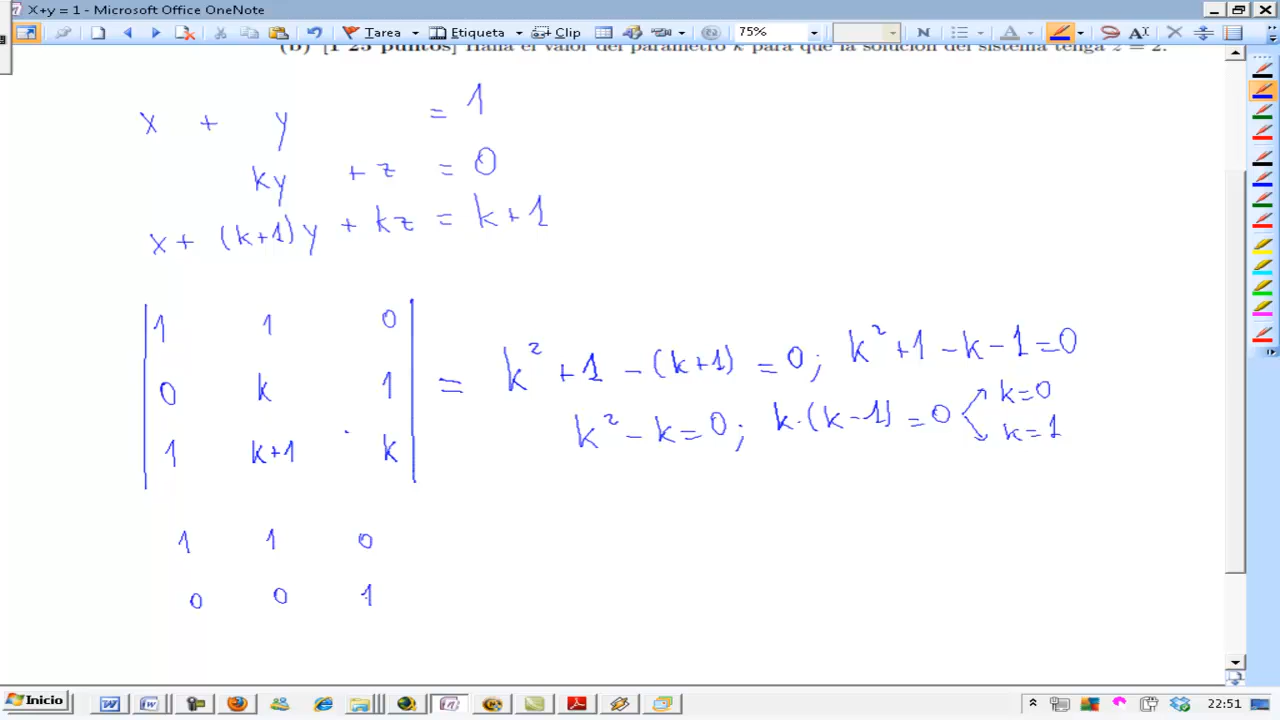 X+y = 1 - Microsoft Office OneNote
Tarea Etiqueta Clip 75% N A
(b) [1'25 puntos] Halla el valor del parámetro k para que la solución del sistema tenga z = 2.
x + y = 1
ky + z = 0
x + (k+1)y + kz = k+1
1 1 0
0 k 1
1 k+1 k
= k² + 1 - (k+1) = 0; k² + 1 - k - 1 = 0
k² - k = 0; k·(k-1) = 0
k=0
k=1
1 1 0
0 0 1
Inicio 22:51